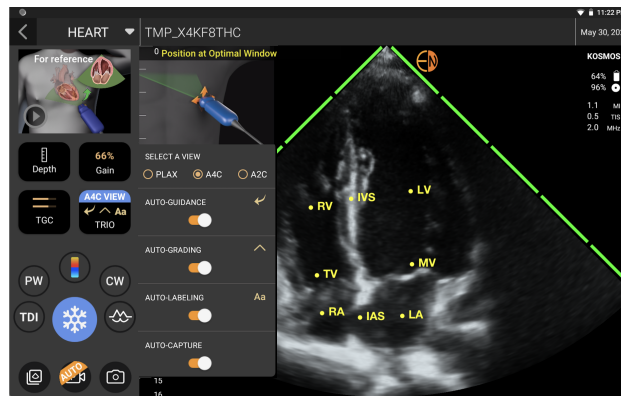 11:22 P
HEART
TMP_X4KF8THC
May 30, 20
For reference
0 Position at Optimal Window
KOSMOS
64%
96%
1.1 MI
0.5 TIS
2.0 MHz
Depth
66%
Gain
SELECT A VIEW
PLAX
A4C
A2C
TGC
A4C VIEW
Aa
TRIO
AUTO-GUIDANCE
AUTO-GRADING
AUTO-LABELING Aa
AUTO-CAPTURE
PW
CW
TDI
AUTO
RV
IVS
LV
TV
MV
RA
IAS
LA
15
16